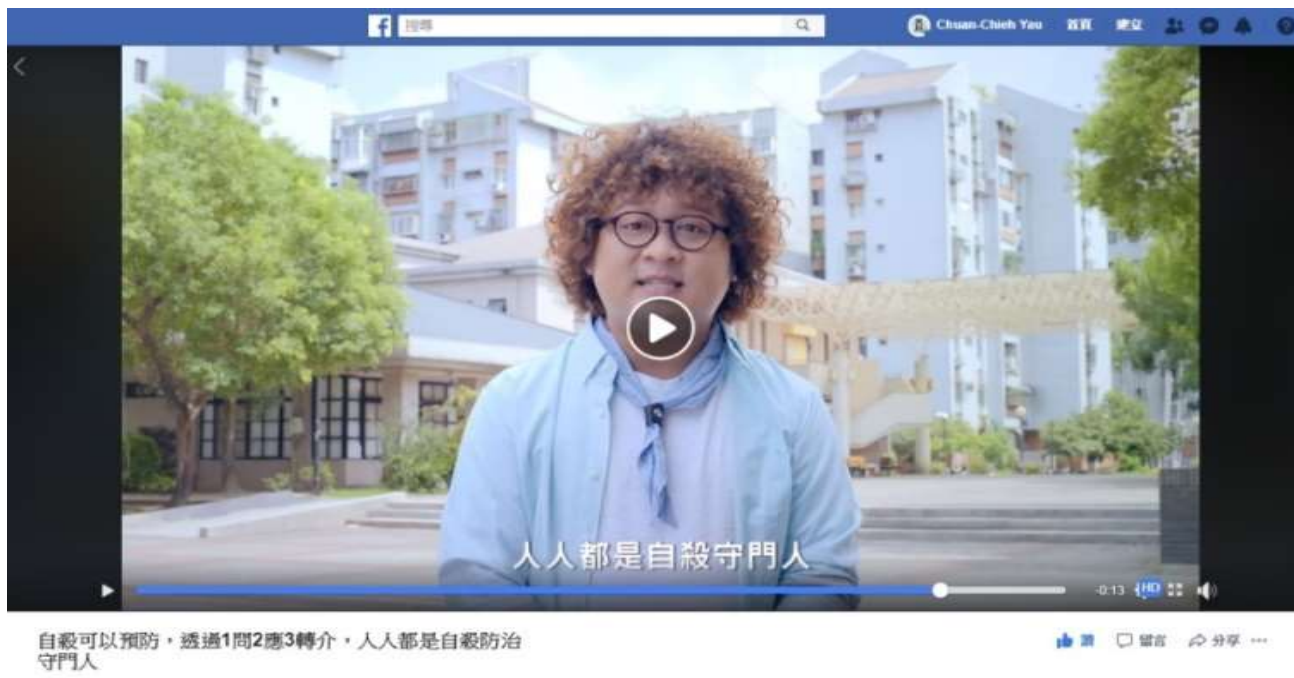 搜尋
Chuan-Chieh Yau 首頁 建立
人人都是自殺守門人
-0:13 HD
自殺可以預防，透過1問2應3轉介，人人都是自殺防治
守門人
讚 留言 分享